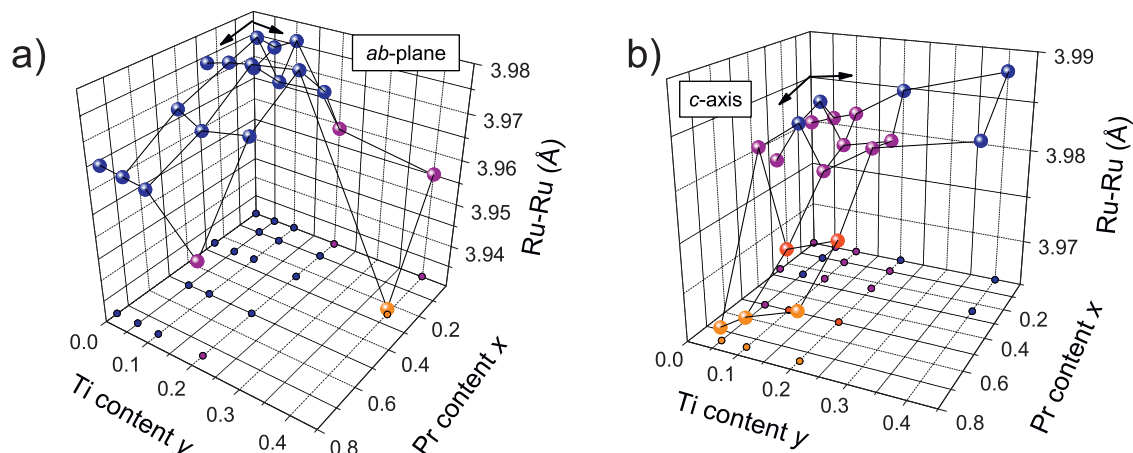 a)
ab-plane
3.98
3.97
3.96
3.95
3.94
Ru-Ru (Å)
0.0
0.1
0.2
0.3
0.4
Ti content y
0.2
0.4
0.6
0.8
Pr content x
b)
c-axis
3.99
3.98
3.97
Ru-Ru (Å)
0.0
0.1
0.2
0.4
Ti content y
0.2
0.4
0.6
0.8
Pr content x